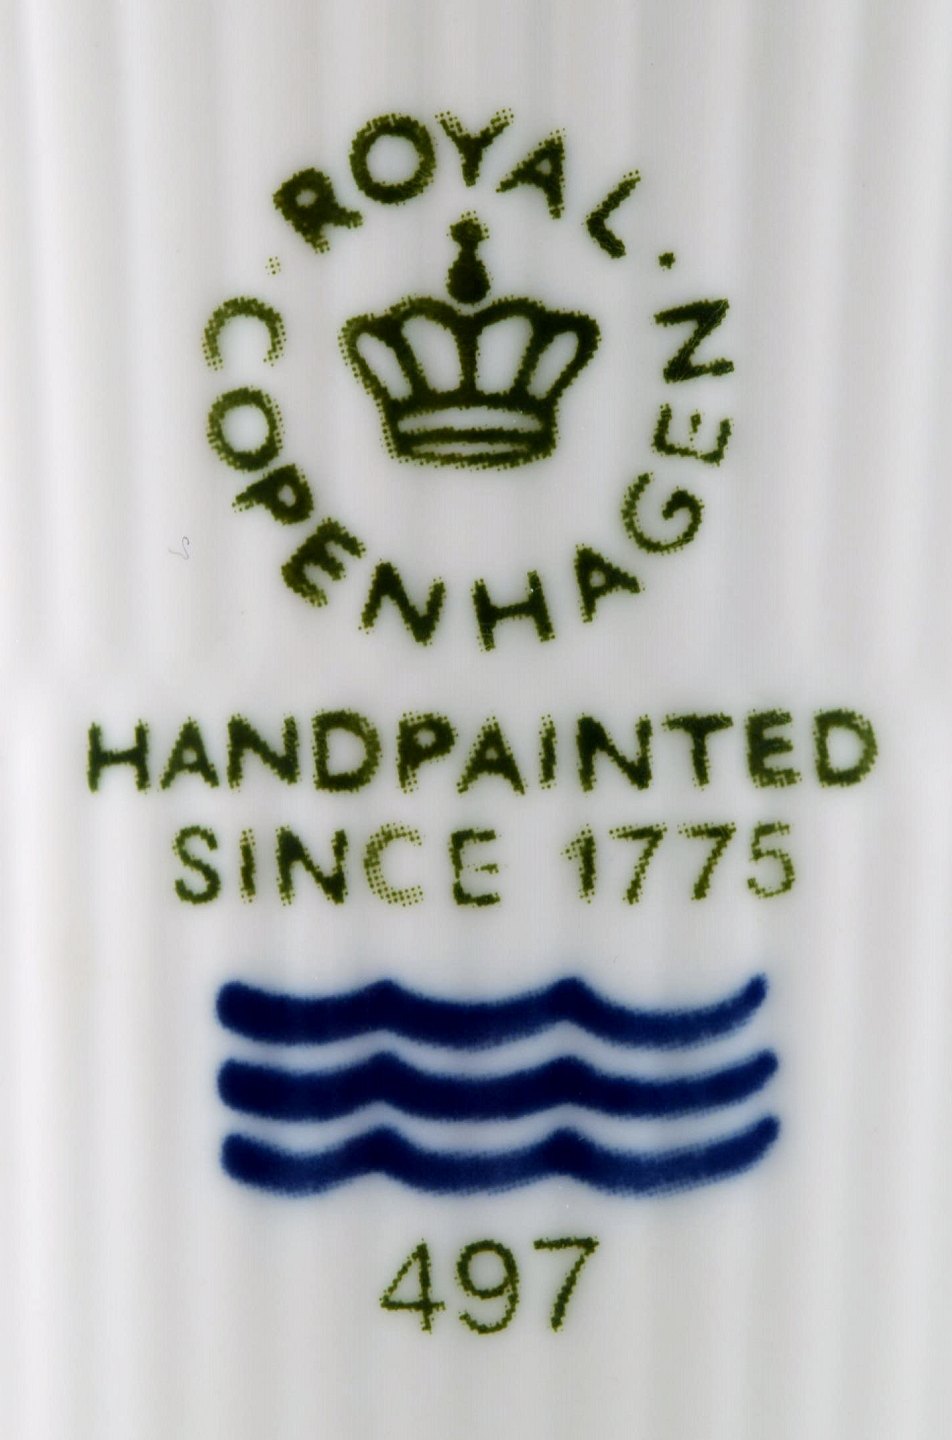 ROYAL
COPENHAGEN
HANDPAINTED
SINCE 1775
497